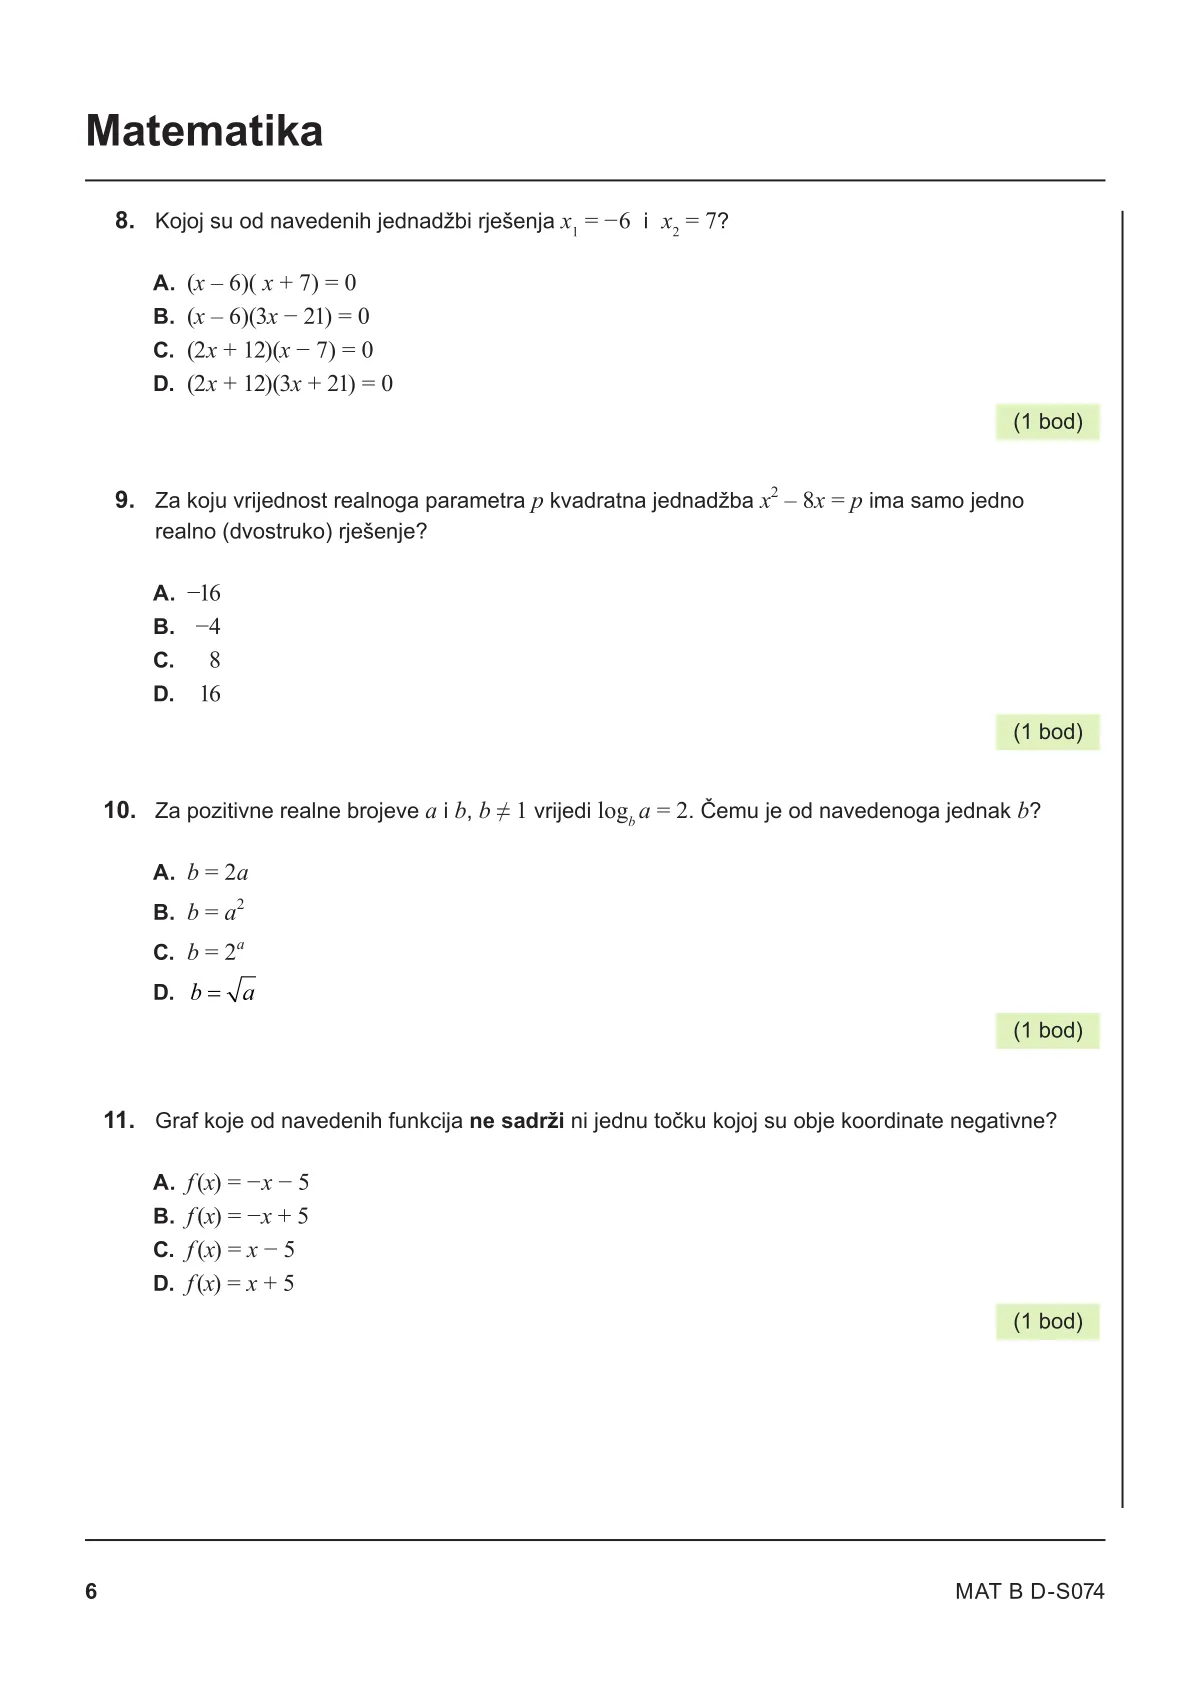 Matematika
8. Kojoj su od navedenih jednadžbi rješenja x₁ = −6 i x₂ = 7?
A. (x – 6)( x + 7) = 0
B. (x – 6)(3x − 21) = 0
C. (2x + 12)(x − 7) = 0
D. (2x + 12)(3x + 21) = 0
(1 bod)
9. Za koju vrijednost realnoga parametra p kvadratna jednadžba x² – 8x = p ima samo jedno
realno (dvostruko) rješenje?
A. −16
B. −4
C. 8
D. 16
(1 bod)
10. Za pozitivne realne brojeve a i b, b ≠ 1 vrijedi log_b a = 2. Čemu je od navedenoga jednak b?
A. b = 2a
B. b = a²
C. b = 2ᵃ
D. b = √a
(1 bod)
11. Graf koje od navedenih funkcija ne sadrži ni jednu točku kojoj su obje koordinate negativne?
A. f(x) = −x − 5
B. f(x) = −x + 5
C. f(x) = x − 5
D. f(x) = x + 5
(1 bod)
6
MAT B D-S074